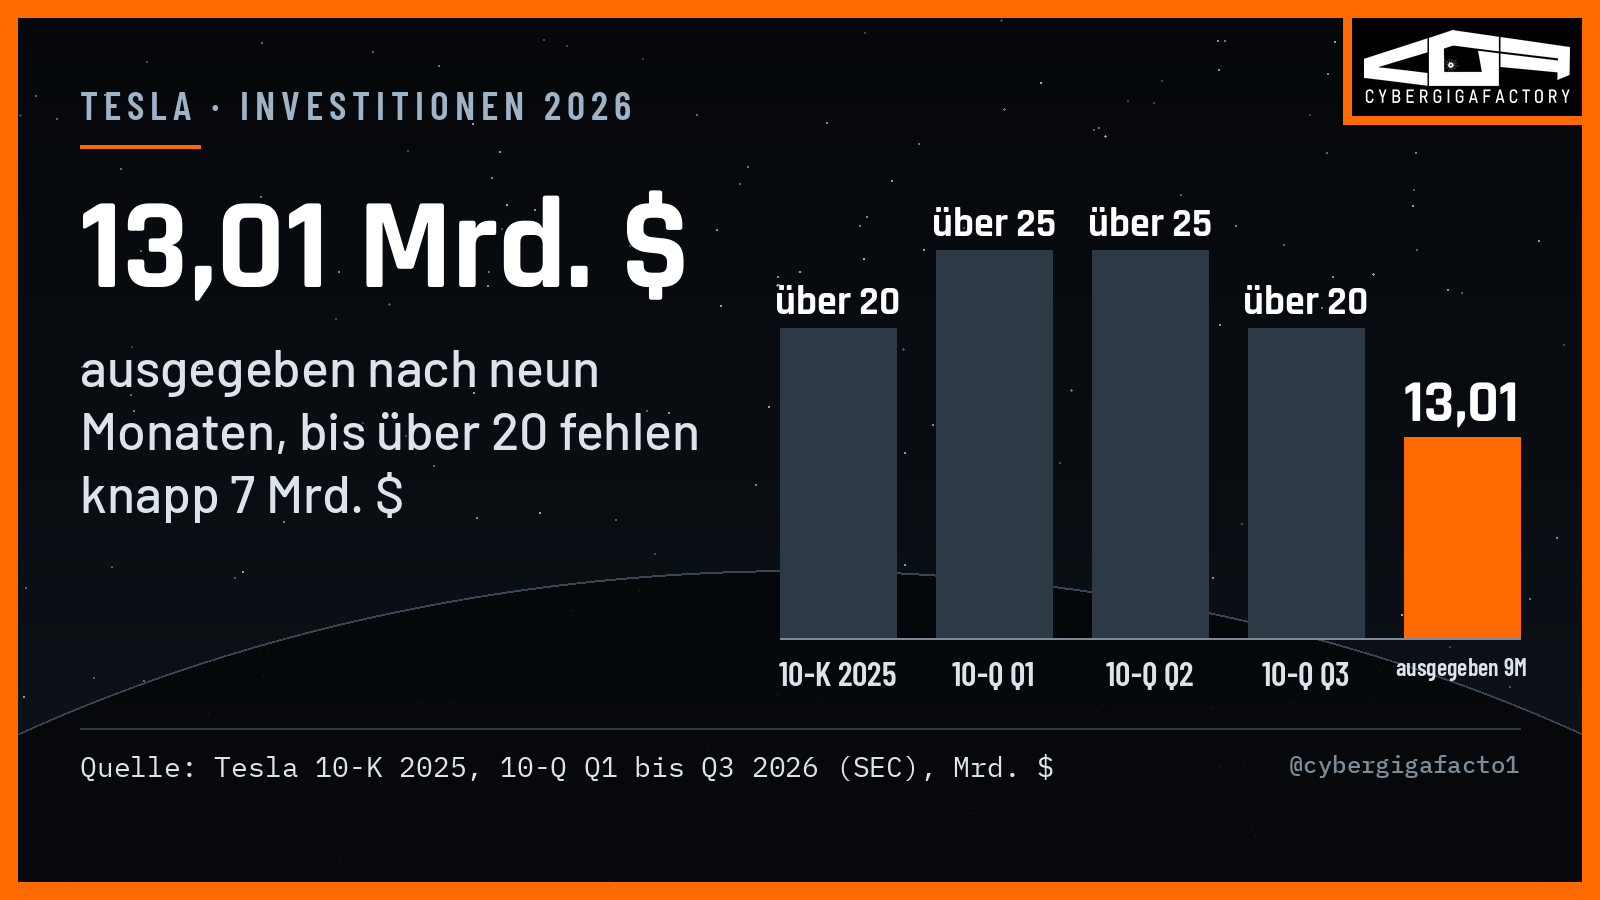 CYBERGIGAFACTORY
TESLA · INVESTITIONEN 2026
13,01 Mrd. $
ausgegeben nach neun
Monaten, bis über 20 fehlen
knapp 7 Mrd. $
über 20
über 25
über 25
über 20
13,01
10-K 2025
10-Q Q1
10-Q Q2
10-Q Q3
ausgegeben 9M
Quelle: Tesla 10-K 2025, 10-Q Q1 bis Q3 2026 (SEC), Mrd. $
@cybergigafacto1